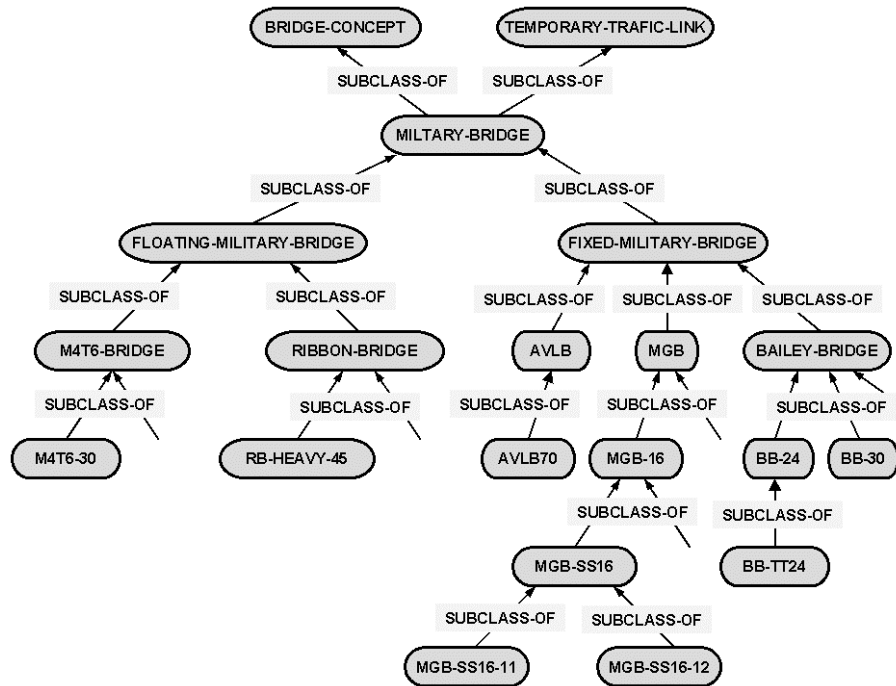 BRIDGE-CONCEPT TEMPORARY-TRAFIC-LINK
SUBCLASS-OF SUBCLASS-OF
MILTARY-BRIDGE
SUBCLASS-OF SUBCLASS-OF
FLOATING-MILITARY-BRIDGE FIXED-MILITARY-BRIDGE
SUBCLASS-OF SUBCLASS-OF SUBCLASS-OF SUBCLASS-OF SUBCLASS-OF
M4T6-BRIDGE RIBBON-BRIDGE AVLB MGB BAILEY-BRIDGE
SUBCLASS-OF SUBCLASS-OF SUBCLASS-OF SUBCLASS-OF SUBCLASS-OF
M4T6-30 RB-HEAVY-45 AVLB70 MGB-16 BB-24 BB-30
SUBCLASS-OF SUBCLASS-OF
MGB-SS16 BB-TT24
SUBCLASS-OF SUBCLASS-OF
MGB-SS16-11 MGB-SS16-12